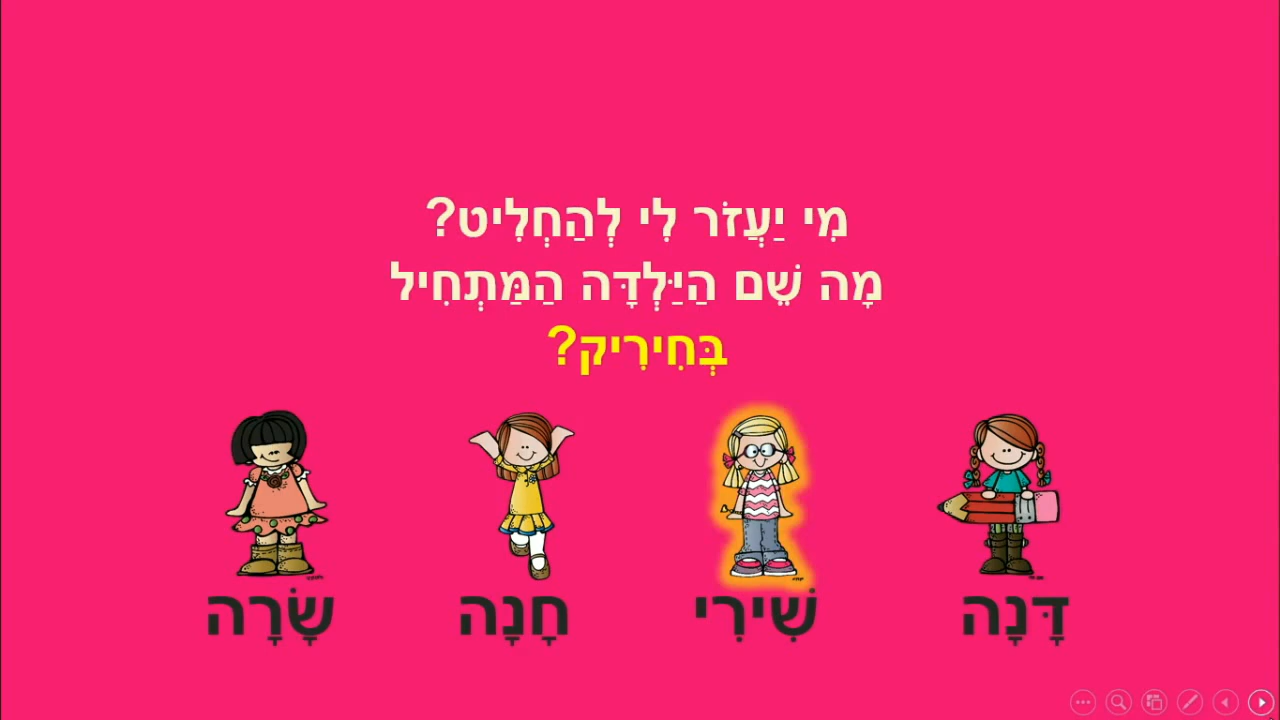 מִי יַעֲזֹר לִי לְהַחְלִיט?
מָה שֵׁם הַיַּלְדָּה הַמַּתְחִיל
בְּחִירִיק?
דָּנָה שִׁירִי חָנָה שָׂרָה